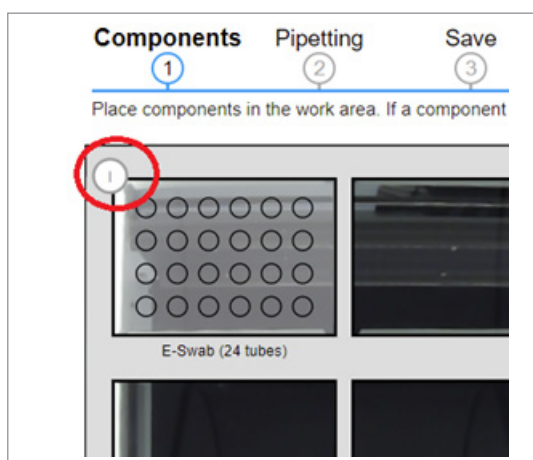 Components Pipetting Save
1 2 3
Place components in the work area. If a component
I
E-Swab (24 tubes)